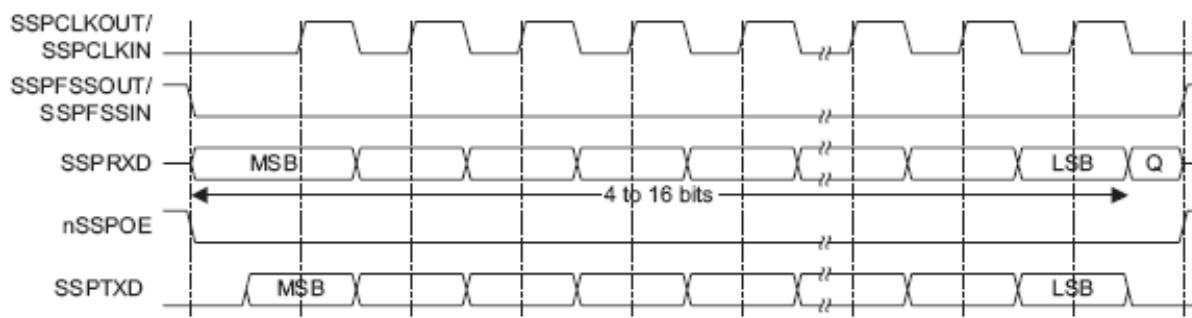 SSPCLKOUT/
SSPCLKIN
SSPFSSOUT/
SSPFSSIN
SSPRXD MSB LSB Q
4 to 16 bits
nSSPOE
SSPTXD MSB LSB